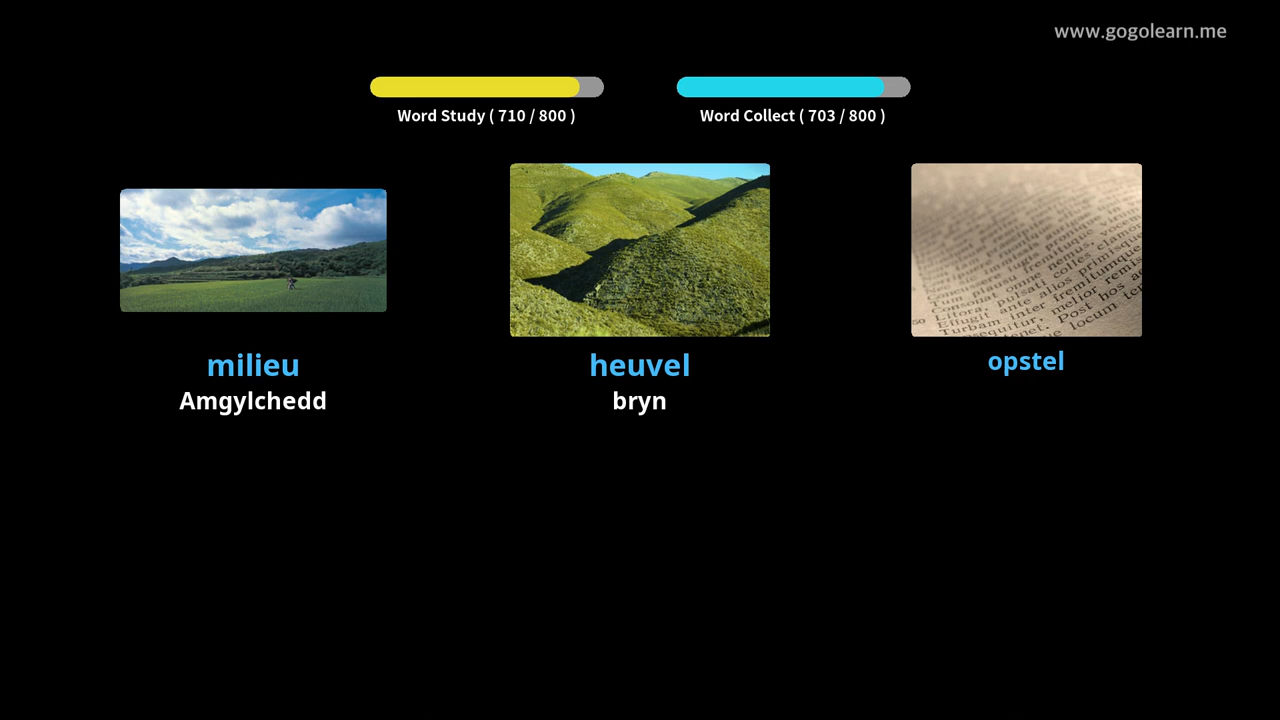 www.gogolearn.me
Word Study ( 710 / 800 )
Word Collect ( 703 / 800 )
milieu
Amgylchedd
heuvel
bryn
opstel